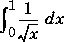 ∫₀¹ 1/√x dx